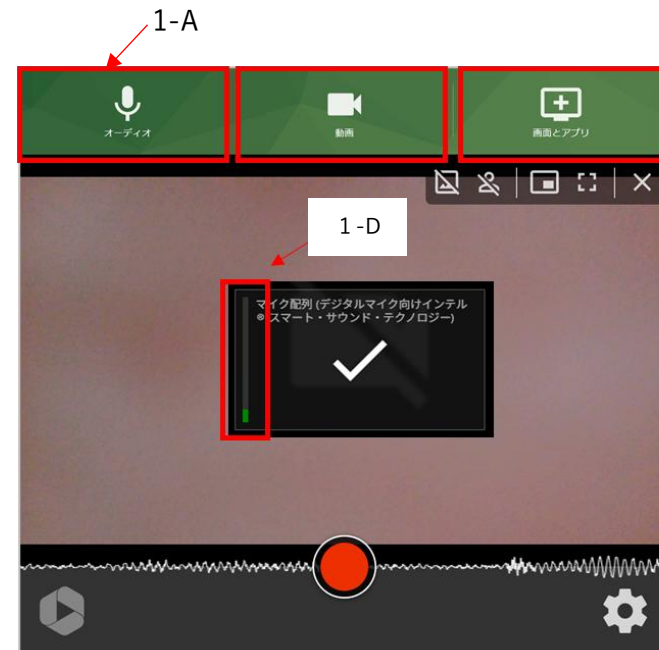 1-A
オーディオ
動画
画面とアプリ
1-D
マイク配列 (デジタルマイク向けインテル
® スマート・サウンド・テクノロジー)